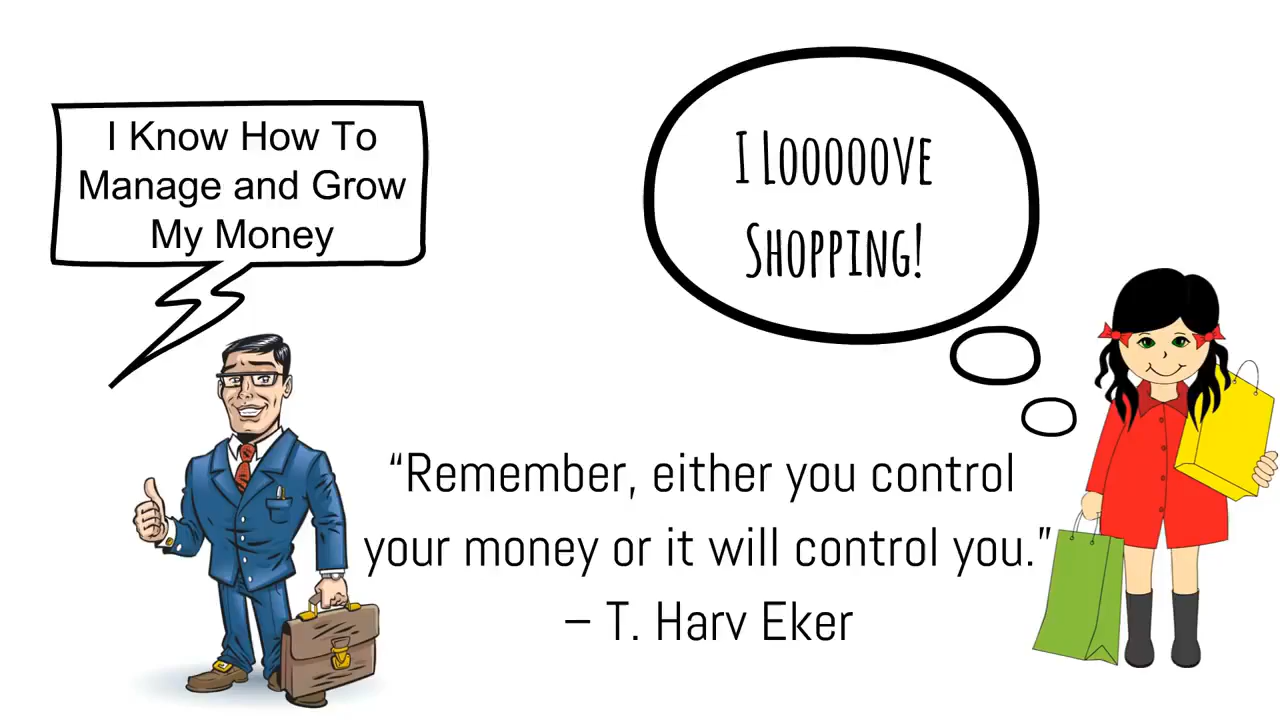 I Know How To
Manage and Grow
My Money
I Looooove
Shopping!
“Remember, either you control
your money or it will control you.”
– T. Harv Eker